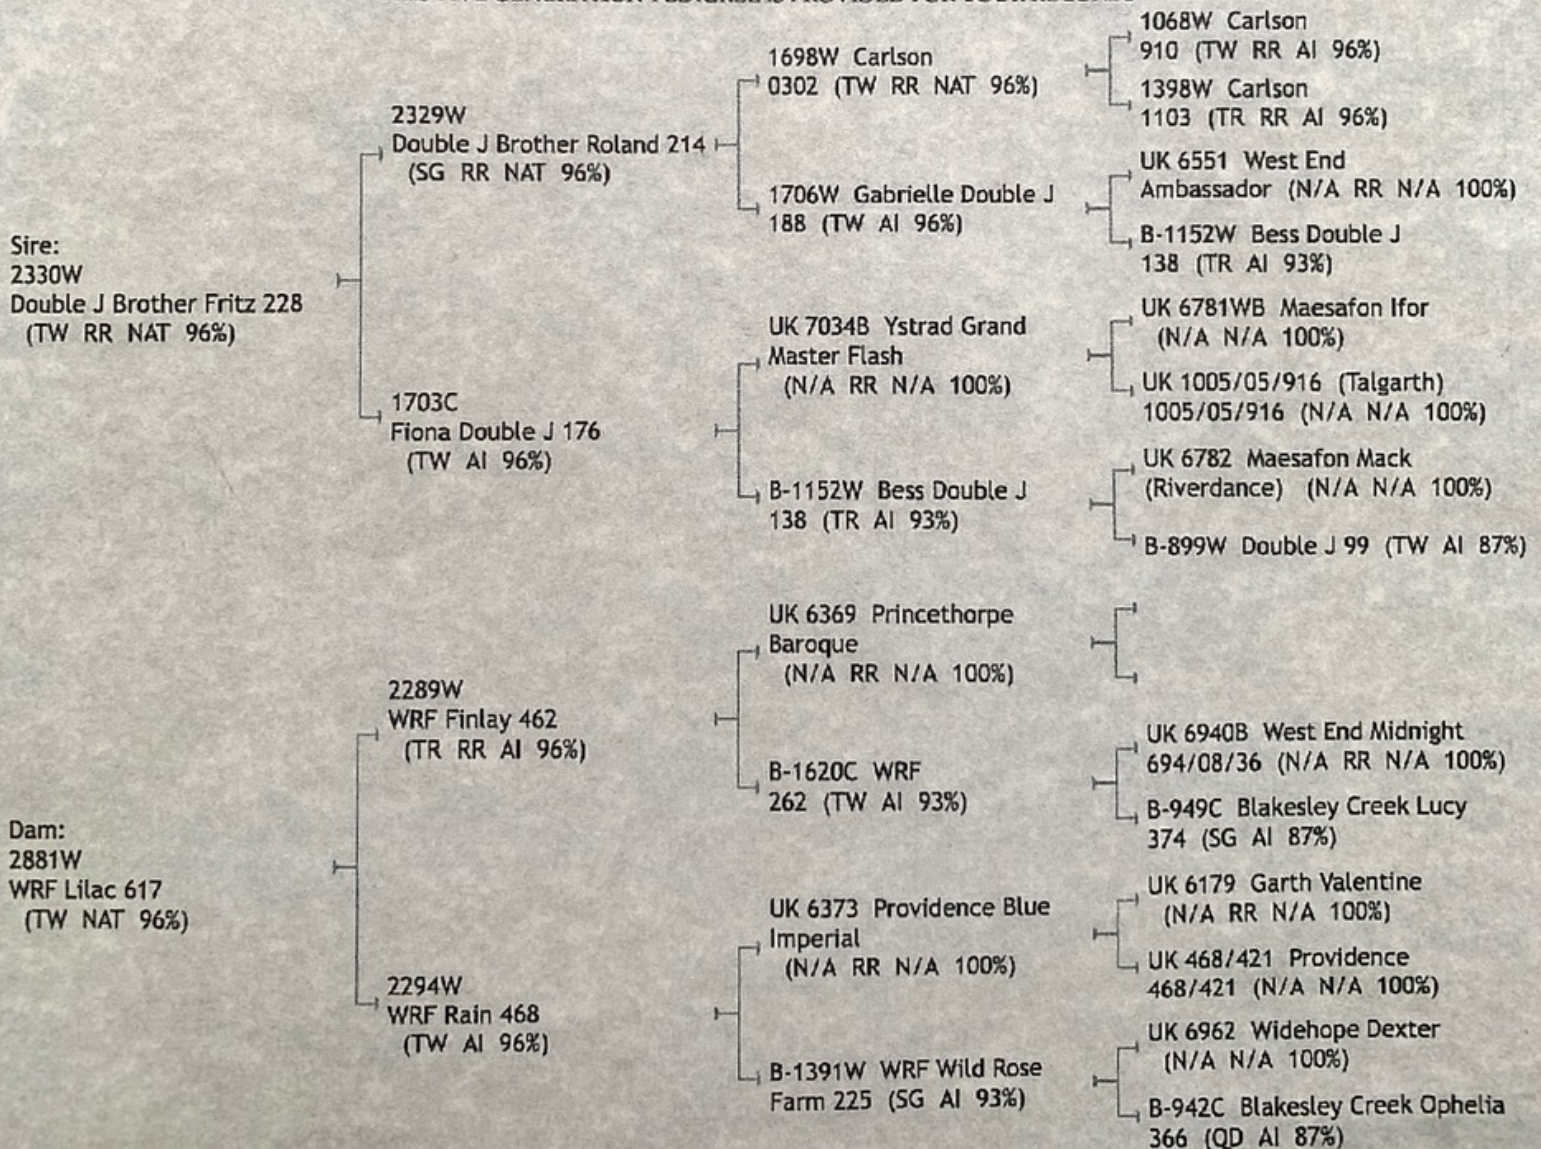 Sire:
2330W
Double J Brother Fritz 228
(TW RR NAT 96%)
Dam:
2881W
WRF Lilac 617
(TW NAT 96%)
2329W
Double J Brother Roland 214
(SG RR NAT 96%)
1703C
Fiona Double J 176
(TW AI 96%)
2289W
WRF Finlay 462
(TR RR AI 96%)
2294W
WRF Rain 468
(TW AI 96%)
1698W Carlson
0302 (TW RR NAT 96%)
1706W Gabrielle Double J
188 (TW AI 96%)
UK 7034B Ystrad Grand
Master Flash
(N/A RR N/A 100%)
B-1152W Bess Double J
138 (TR AI 93%)
UK 6369 Princethorpe
Baroque
(N/A RR N/A 100%)
B-1620C WRF
262 (TW AI 93%)
UK 6373 Providence Blue
Imperial
(N/A RR N/A 100%)
B-1391W WRF Wild Rose
Farm 225 (SG AI 93%)
1068W Carlson
910 (TW RR AI 96%)
1398W Carlson
1103 (TR RR AI 96%)
UK 6551 West End
Ambassador (N/A RR N/A 100%)
B-1152W Bess Double J
138 (TR AI 93%)
UK 6781WB Maesafon Ifor
(N/A N/A 100%)
UK 1005/05/916 (Talgarth)
1005/05/916 (N/A N/A 100%)
UK 6782 Maesafon Mack
(Riverdance) (N/A N/A 100%)
B-899W Double J 99 (TW AI 87%)
UK 6940B West End Midnight
694/08/36 (N/A RR N/A 100%)
B-949C Blakesley Creek Lucy
374 (SG AI 87%)
UK 6179 Garth Valentine
(N/A RR N/A 100%)
UK 468/421 Providence
468/421 (N/A N/A 100%)
UK 6962 Widehope Dexter
(N/A N/A 100%)
B-942C Blakesley Creek Ophelia
366 (QD AI 87%)